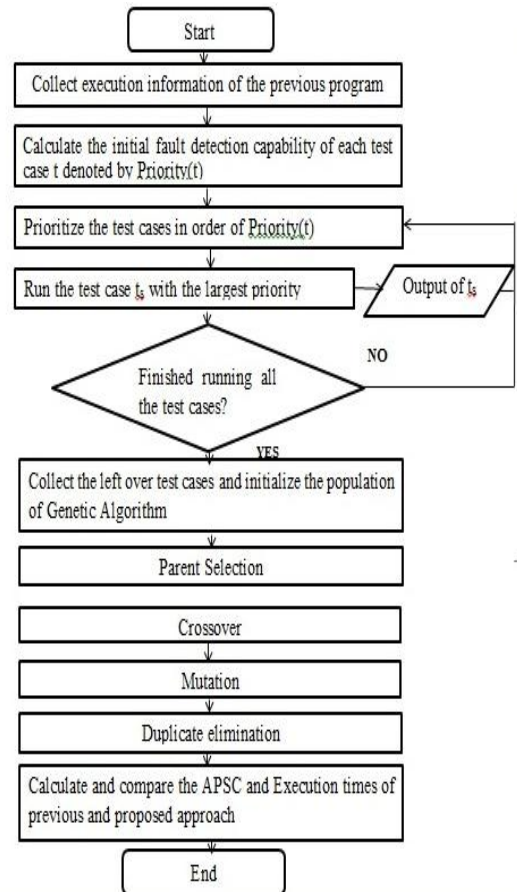 Start
Collect execution information of the previous program
Calculate the initial fault detection capability of each test
case t denoted by Priority(t)
Prioritize the test cases in order of Priority(t)
Run the test case ts with the largest priority
Output of ts
NO
Finished running all
the test cases?
YES
Collect the left over test cases and initialize the population
of Genetic Algorithm
Parent Selection
Crossover
Mutation
Duplicate elimination
Calculate and compare the APSC and Execution times of
previous and proposed approach
End